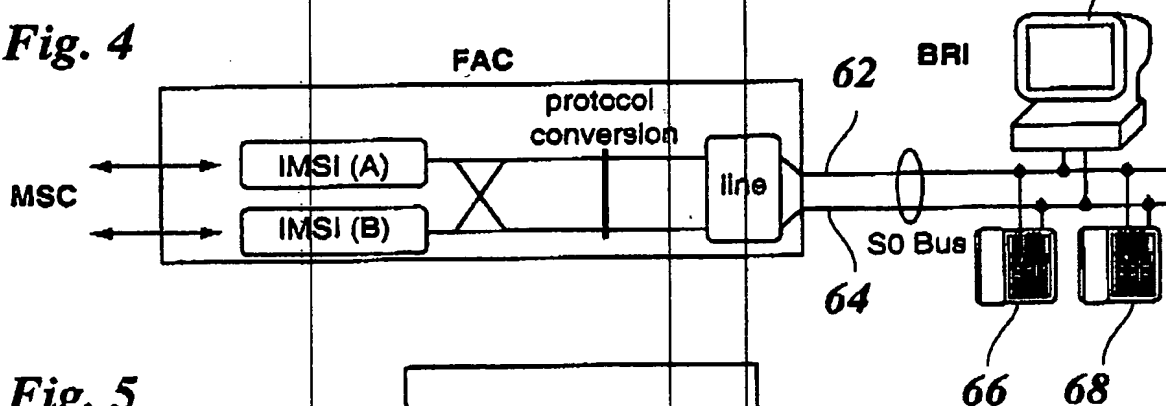 Fig. 4
FAC
BRI
62
protocol
conversion
IMSI (A)
line
MSC
IMSI (B)
S0 Bus
64
66
68
Fig. 5